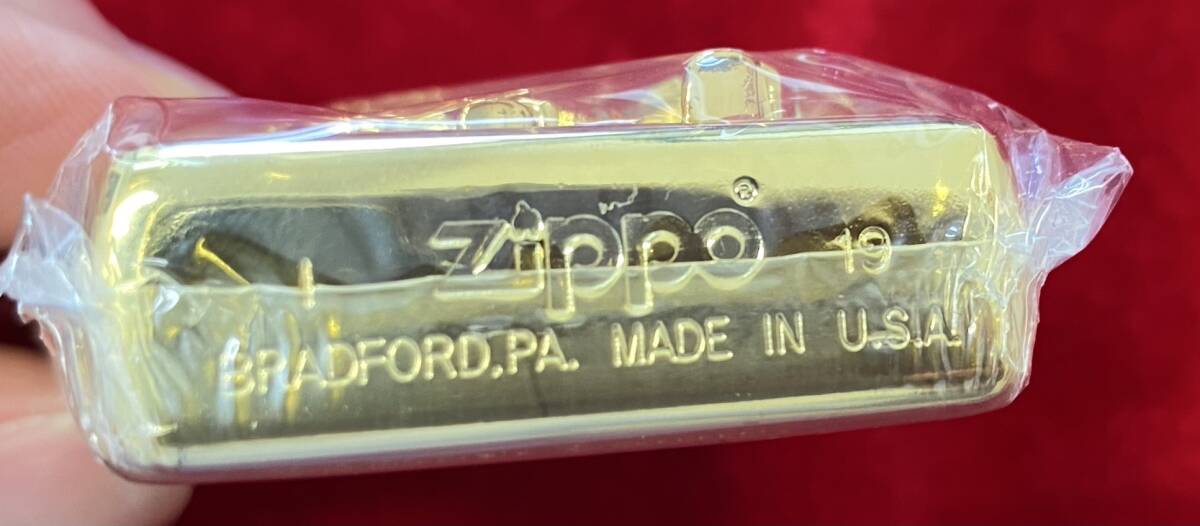 I zippo® 19
BRADFORD,PA. MADE IN U.S.A.